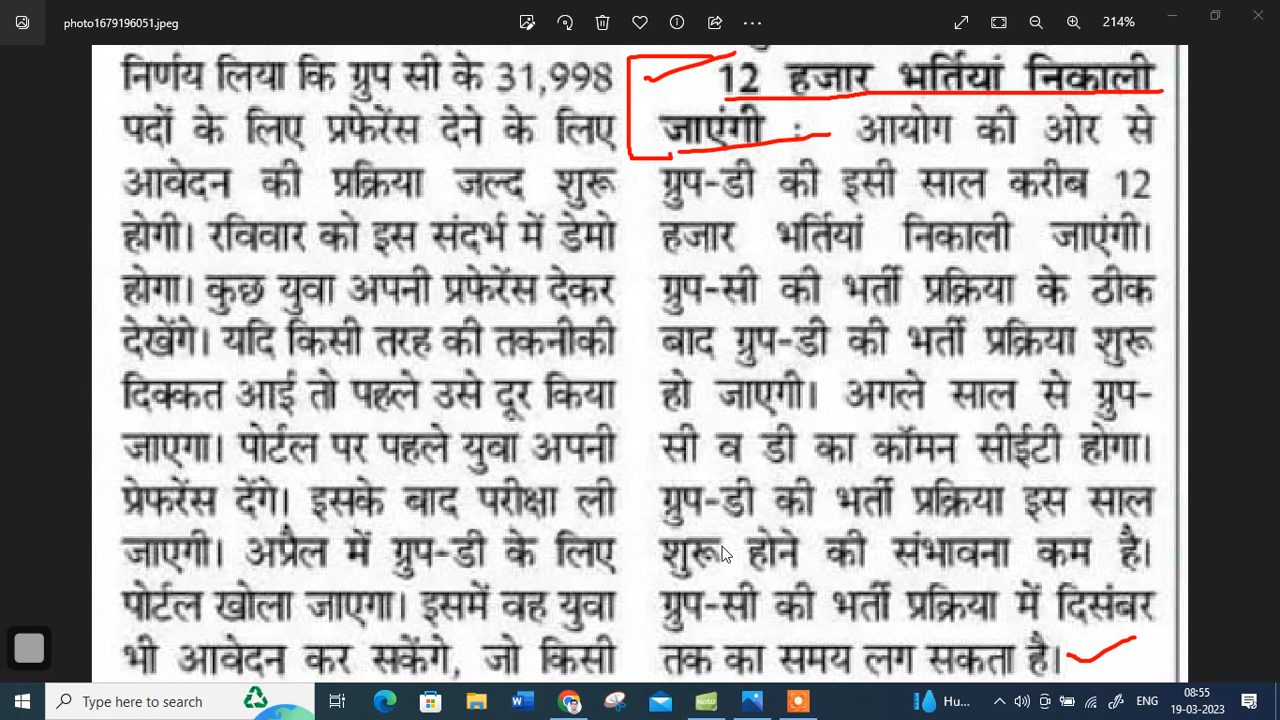 photo1679196051.jpeg
214%
निर्णय लिया कि ग्रुप सी के 31,998
पदों के लिए प्रफेरेंस देने के लिए
आवेदन की प्रक्रिया जल्द शुरू
होगी। रविवार को इस संदर्भ में डेमो
होगा। कुछ युवा अपनी प्रफेरेंस देकर
देखेंगे। यदि किसी तरह की तकनीकी
दिक्कत आई तो पहले उसे दूर किया
जाएगा। पोर्टल पर पहले युवा अपनी
प्रेफरेंस देंगे। इसके बाद परीक्षा ली
जाएगी। अप्रैल में ग्रुप-डी के लिए
पोर्टल खोला जाएगा। इसमें वह युवा
भी आवेदन कर सकेंगे, जो किसी
12 हजार भर्तियां निकाली
जाएंगी : आयोग की ओर से
ग्रुप-डी की इसी साल करीब 12
हजार भर्तियां निकाली जाएंगी।
ग्रुप-सी की भर्ती प्रक्रिया के ठीक
बाद ग्रुप-डी की भर्ती प्रक्रिया शुरू
हो जाएगी। अगले साल से ग्रुप-
सी व डी का कॉमन सीईटी होगा।
ग्रुप-डी की भर्ती प्रक्रिया इस साल
शुरू होने की संभावना कम है।
ग्रुप-सी की भर्ती प्रक्रिया में दिसंबर
तक का समय लग सकता है।
Type here to search
Note
Hu...
ENG
08:55
19-03-2023